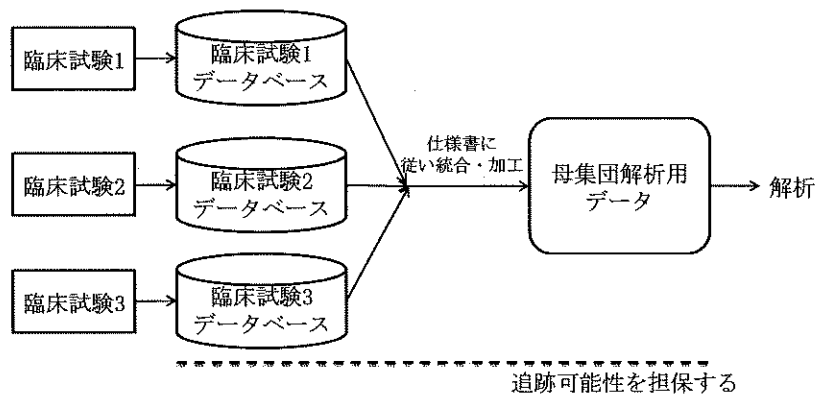 臨床試験1
臨床試験1
データベース
臨床試験2
臨床試験2
データベース
臨床試験3
臨床試験3
データベース
仕様書に
従い統合・加工
母集団解析用
データ
解析
追跡可能性を担保する